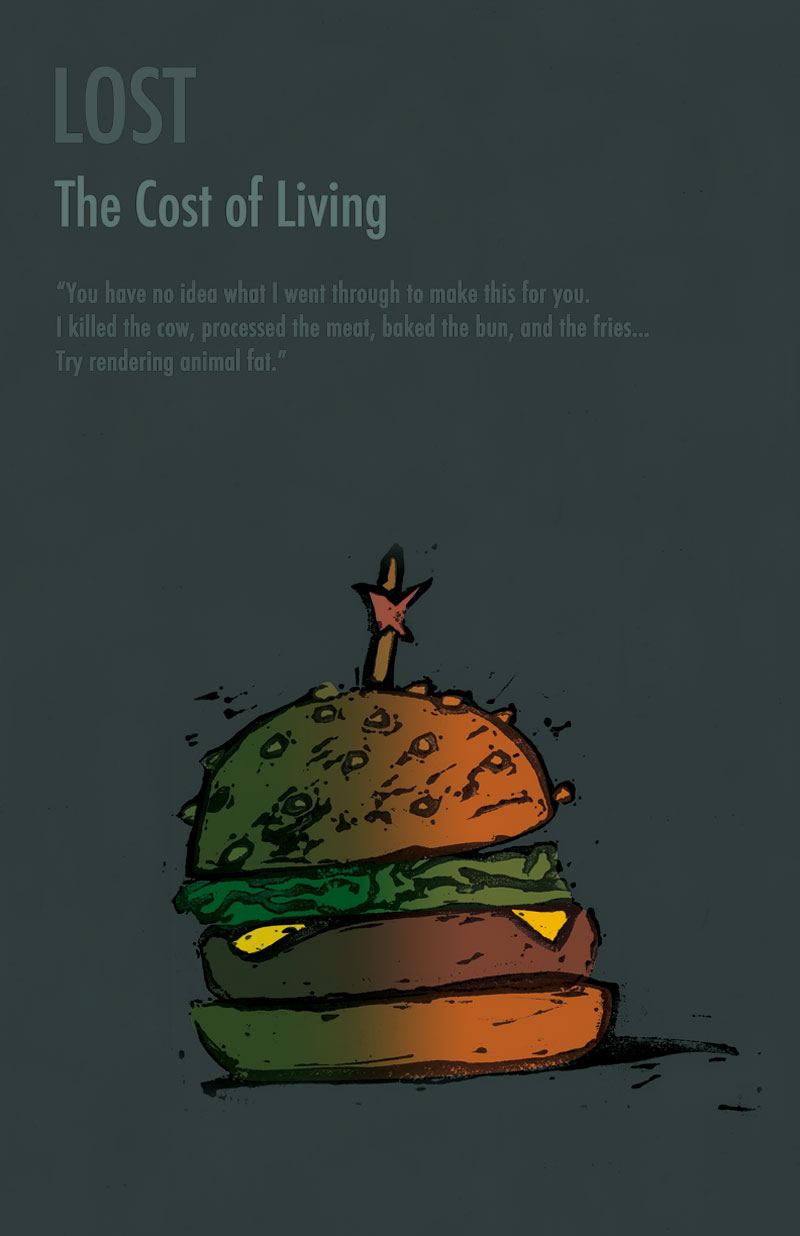 LOST
The Cost of Living
“You have no idea what I went through to make this for you.
I killed the cow, processed the meat, baked the bun, and the fries...
Try rendering animal fat.”